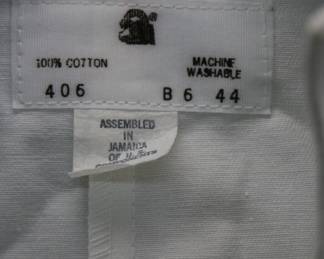 100% COTTON
MACHINE
WASHABLE
406 B 6 44
ASSEMBLED
IN
JAMAICA
OF